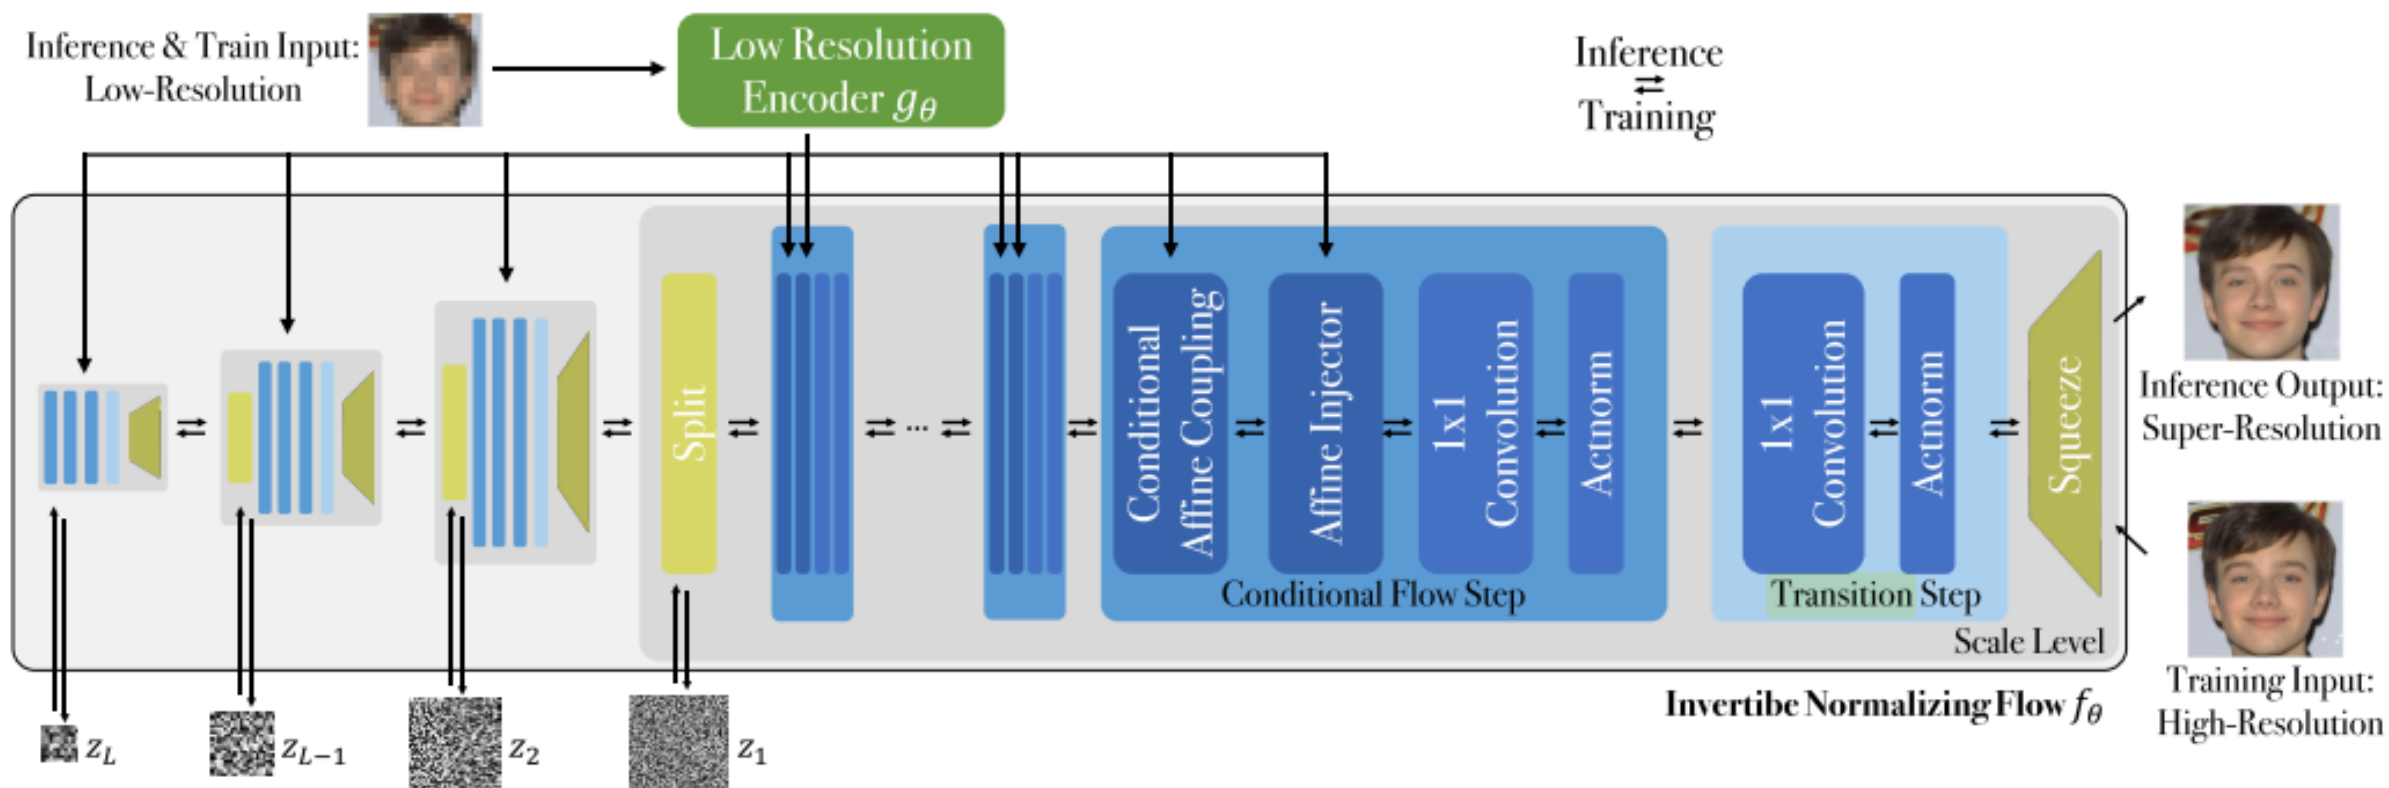 Inference & Train Input:
Low-Resolution
Low Resolution
Encoder gθ
Inference
Training
Split
...
Conditional
Affine Coupling
Affine Injector
1x1
Convolution
Actnorm
Conditional Flow Step
1x1
Convolution
Actnorm
Transition Step
Squeeze
Scale Level
Inference Output:
Super-Resolution
Training Input:
High-Resolution
Invertibe Normalizing Flow fθ
zL
zL−1
z2
z1